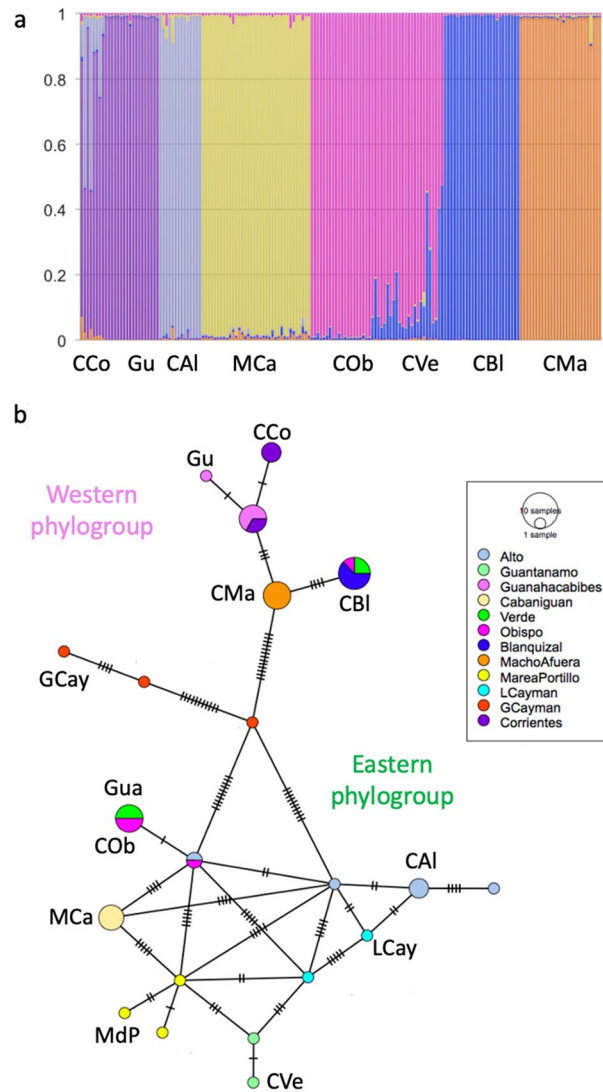 a
1
0.8
0.6
0.4
0.2
0
CCo Gu CAl MCa COb CVe CBl CMa
b
CCo
Gu
Western
phylogroup
CMa
CBl
GCay
10 samples
1 sample
Alto
Guantanamo
Guanahacabibes
Cabaniguan
Verde
Obispo
Blanquizal
MachoAfuera
MareaPortillo
LCayman
GCayman
Corrientes
Eastern
phylogroup
Gua
COb
CAl
MCa
LCay
MdP
CVe